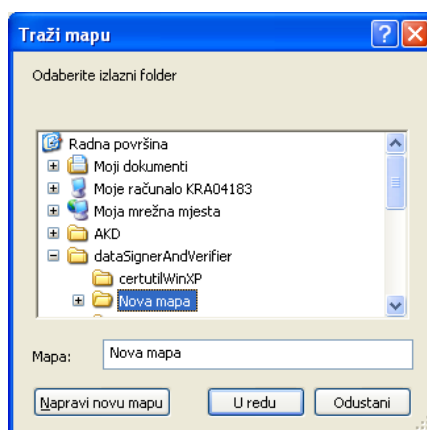 Traži mapu
Odaberite izlazni folder
Radna površina
Moji dokumenti
Moje računalo KRA04183
Moja mrežna mjesta
AKD
dataSignerAndVerifier
certutilWinXP
Nova mapa
Mapa: Nova mapa
Napravi novu mapu U redu Odustani